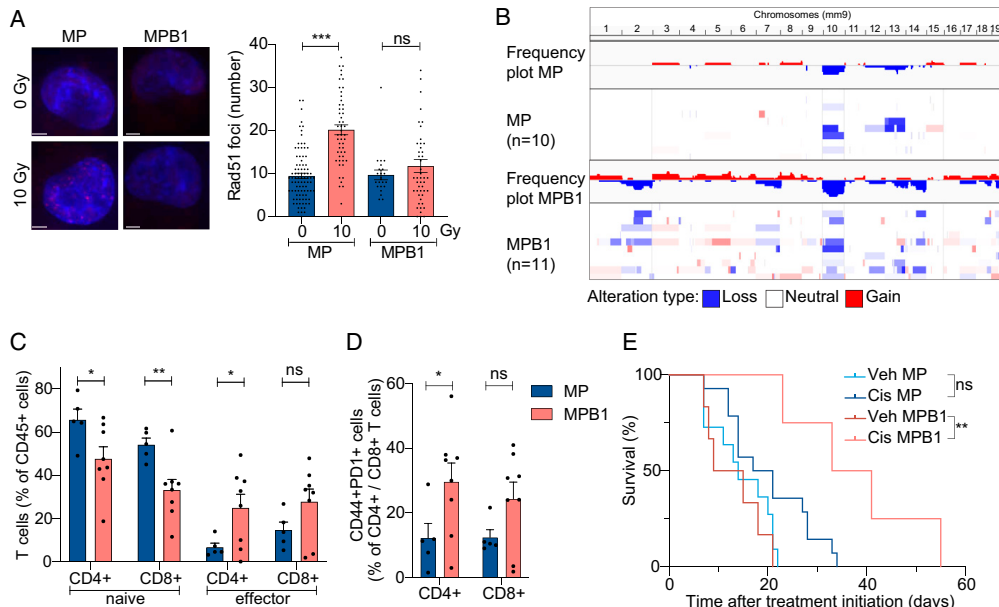 A
MP
MPB1
0 Gy
10 Gy
Rad51 foci (number)
40
30
20
10
0
***
ns
0
10
0
10
Gy
MP
MPB1
B
Chromosomes (mm9)
1 2 3 4 5 6 7 8 9 10 11 12 13 14 15 16 17 18 19
Frequency
plot MP
MP
(n=10)
Frequency
plot MPB1
MPB1
(n=11)
Alteration type: Loss Neutral Gain
C
T cells (% of CD45+ cells)
80
60
40
20
0
*
**
*
ns
CD4+ CD8+ CD4+ CD8+
naive effector
D
CD44+PD1+ cells
(% of CD4+ / CD8+ T cells)
60
40
20
0
*
ns
CD4+ CD8+
MP
MPB1
E
Survival (%)
100
50
0
0 20 40 60
Time after treatment initiation (days)
Veh MP
Cis MP
Veh MPB1
Cis MPB1
ns
**